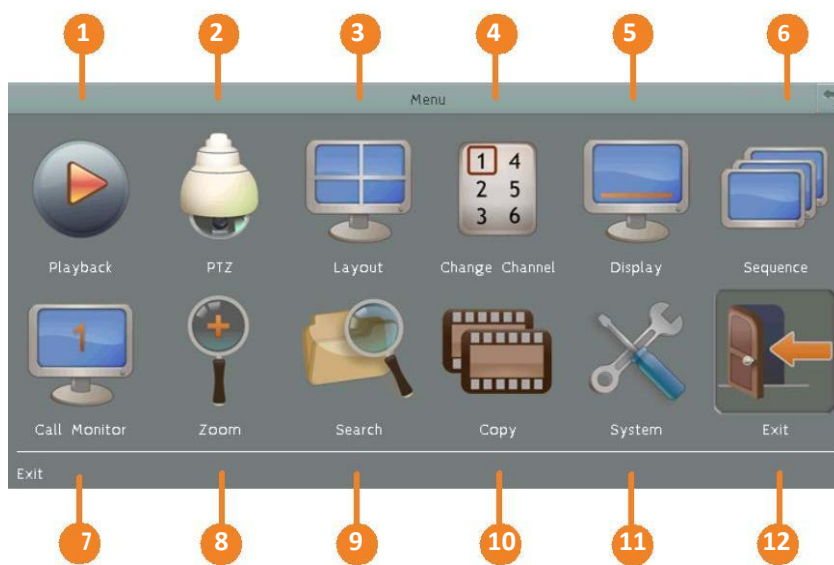 1 2 3 4 5 6
Menu
1 4
2 5
3 6
Playback PTZ Layout Change Channel Display Sequence
1
Call Monitor Zoom Search Copy System Exit
Exit
7 8 9 10 11 12